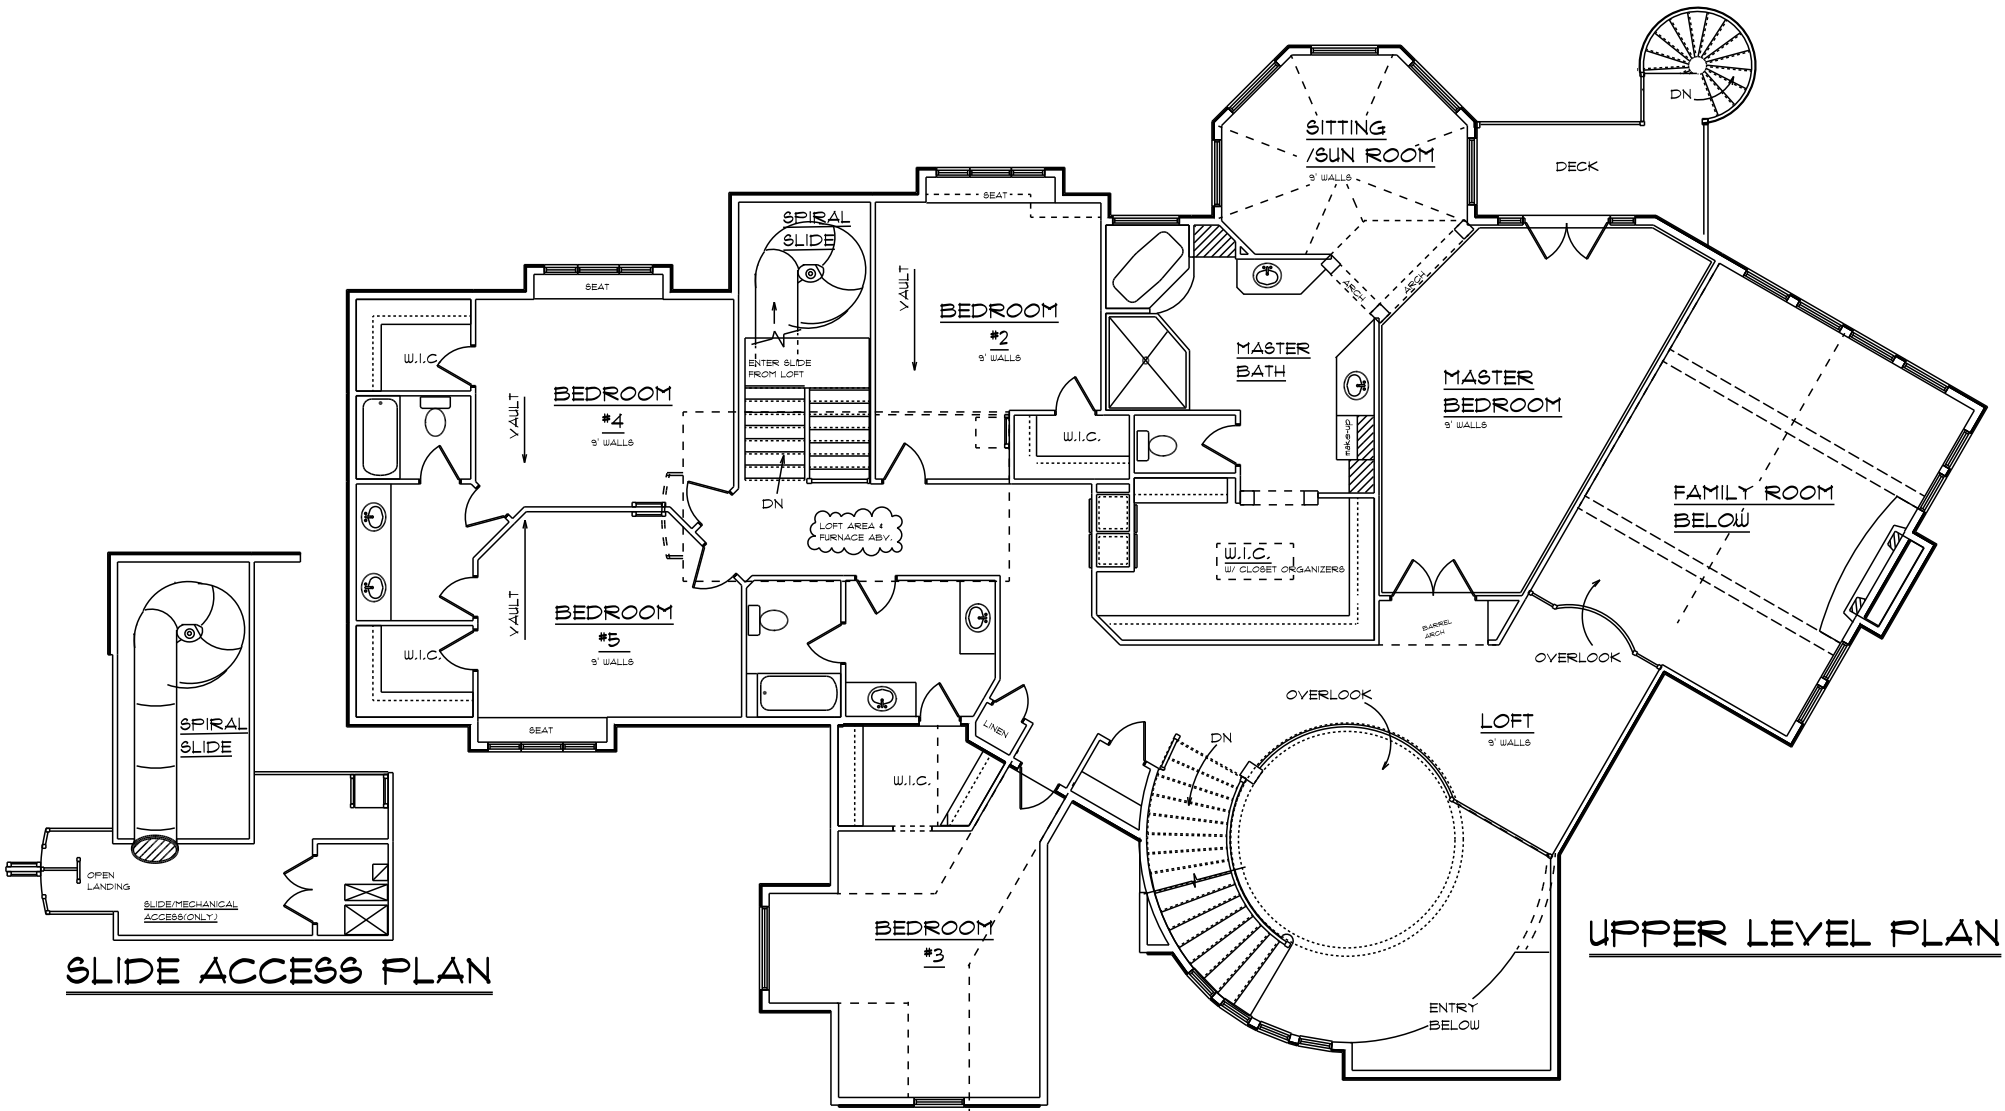 DN
SITTING
/SUN ROOM
9' WALLS
DECK
SEAT
SPIRAL
SLIDE
VAULT
BEDROOM
#2
9' WALLS
ENTER SLIDE
FROM LOFT
SEAT
W.I.C.
VAULT
BEDROOM
#4
9' WALLS
ARCH
ARCH
MASTER
BATH
make-up
W.I.C.
MASTER
BEDROOM
9' WALLS
FAMILY ROOM
BELOW
DN
LOFT AREA &
FURNACE ABV.
W.I.C.
W/ CLOSET ORGANIZERS
VAULT
BEDROOM
#5
9' WALLS
W.I.C.
SEAT
BARREL
ARCH
OVERLOOK
OVERLOOK
LOFT
9' WALLS
LINEN
DN
W.I.C.
BEDROOM
#3
ENTRY
BELOW
UPPER LEVEL PLAN
SPIRAL
SLIDE
OPEN
LANDING
SLIDE/MECHANICAL
ACCESS(ONLY)
SLIDE ACCESS PLAN